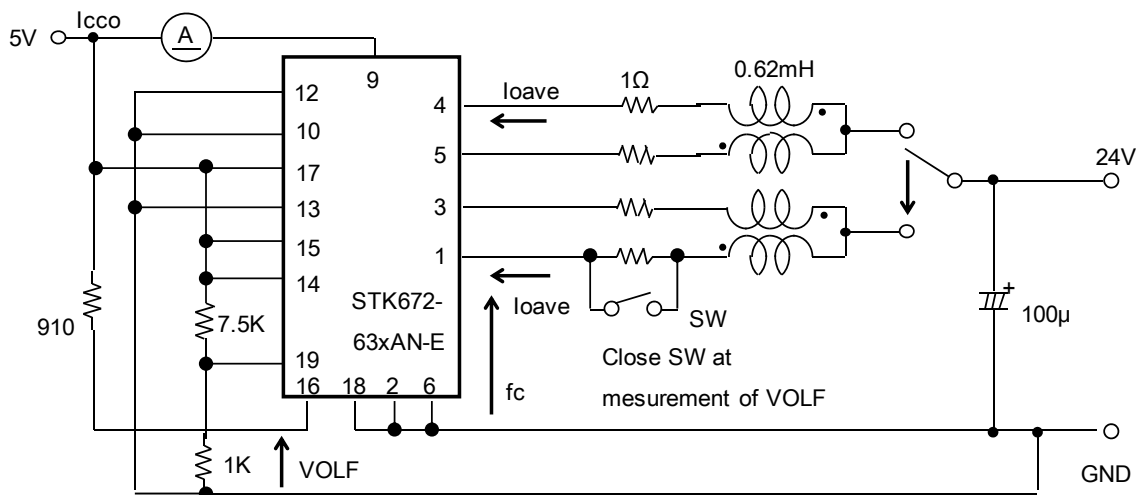 Icco
5V
A
9
12
10
17
13
15
14
19
16
18
2
6
4
5
3
1
STK672-
63xAN-E
Ioave
1Ω
0.62mH
24V
Ioave
SW
Close SW at
mesurement of VOLF
fc
910
7.5K
1K
VOLF
+
100µ
GND